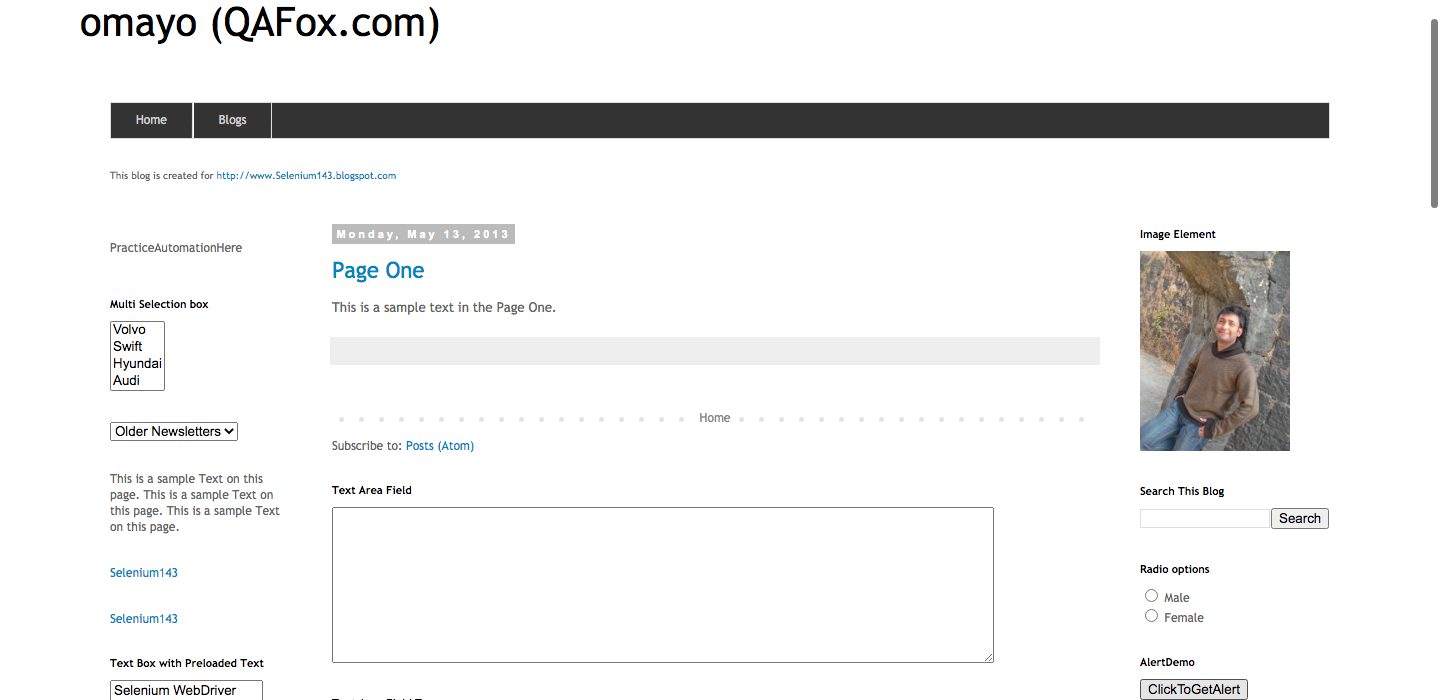 omayo (QAFox.com)
Home
Blogs
This blog is created for http://www.Selenium143.blogspot.com
PracticeAutomationHere
Multi Selection box
Volvo
Swift
Hyundai
Audi
Older Newsletters
This is a sample Text on this
page. This is a sample Text on
this page. This is a sample Text
on this page.
Selenium143
Selenium143
Text Box with Preloaded Text
Selenium WebDriver
Monday, May 13, 2013
Page One
This is a sample text in the Page One.
Home
Subscribe to: Posts (Atom)
Text Area Field
Image Element
Search This Blog
Search
Radio options
Male
Female
AlertDemo
ClickToGetAlert